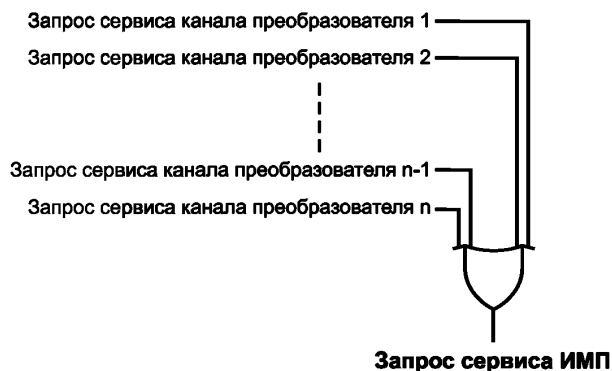 Запрос сервиса канала преобразователя 1
Запрос сервиса канала преобразователя 2
Запрос сервиса канала преобразователя n-1
Запрос сервиса канала преобразователя n
Запрос сервиса ИМП